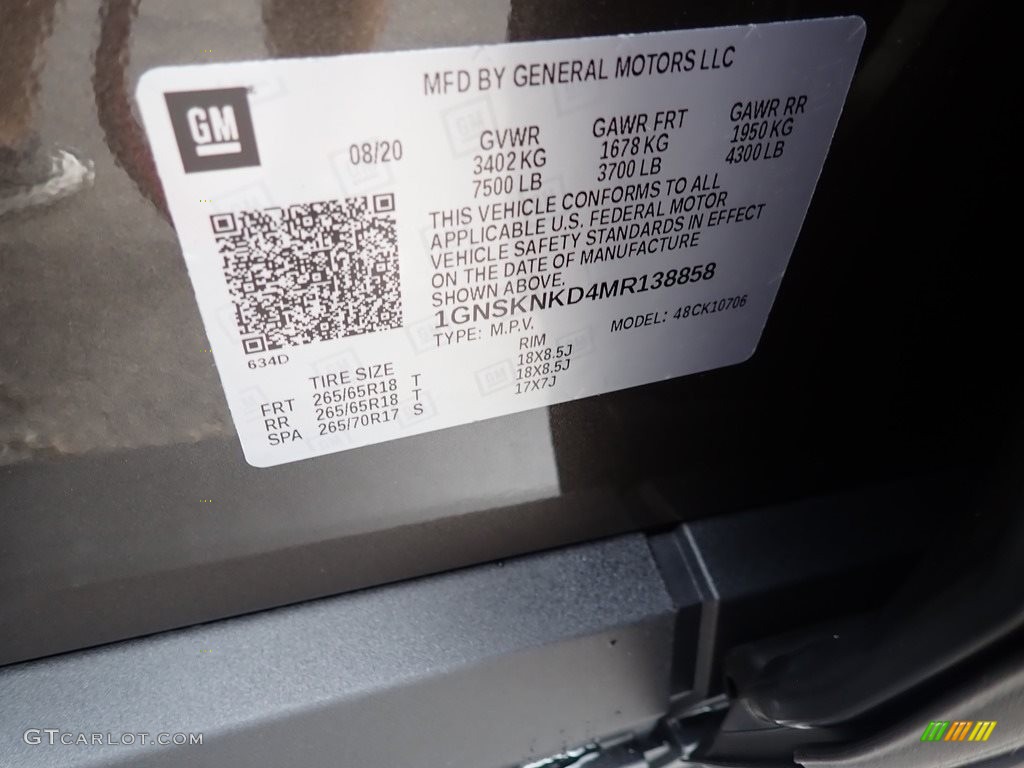 GM
MFD BY GENERAL MOTORS LLC
08/20
GVWR GAWR FRT GAWR RR
3402 KG 1678 KG 1950 KG
7500 LB 3700 LB 4300 LB
THIS VEHICLE CONFORMS TO ALL
APPLICABLE U.S. FEDERAL MOTOR
VEHICLE SAFETY STANDARDS IN EFFECT
ON THE DATE OF MANUFACTURE
SHOWN ABOVE.
1GNSKNKD4MR138858
TYPE: M.P.V. MODEL: 48CK10706
634D
TIRE SIZE RIM
FRT 265/65R18 T 18X8.5J
RR 265/65R18 T 18X8.5J
SPA 265/70R17 S 17X7J
GTCARLOT.COM